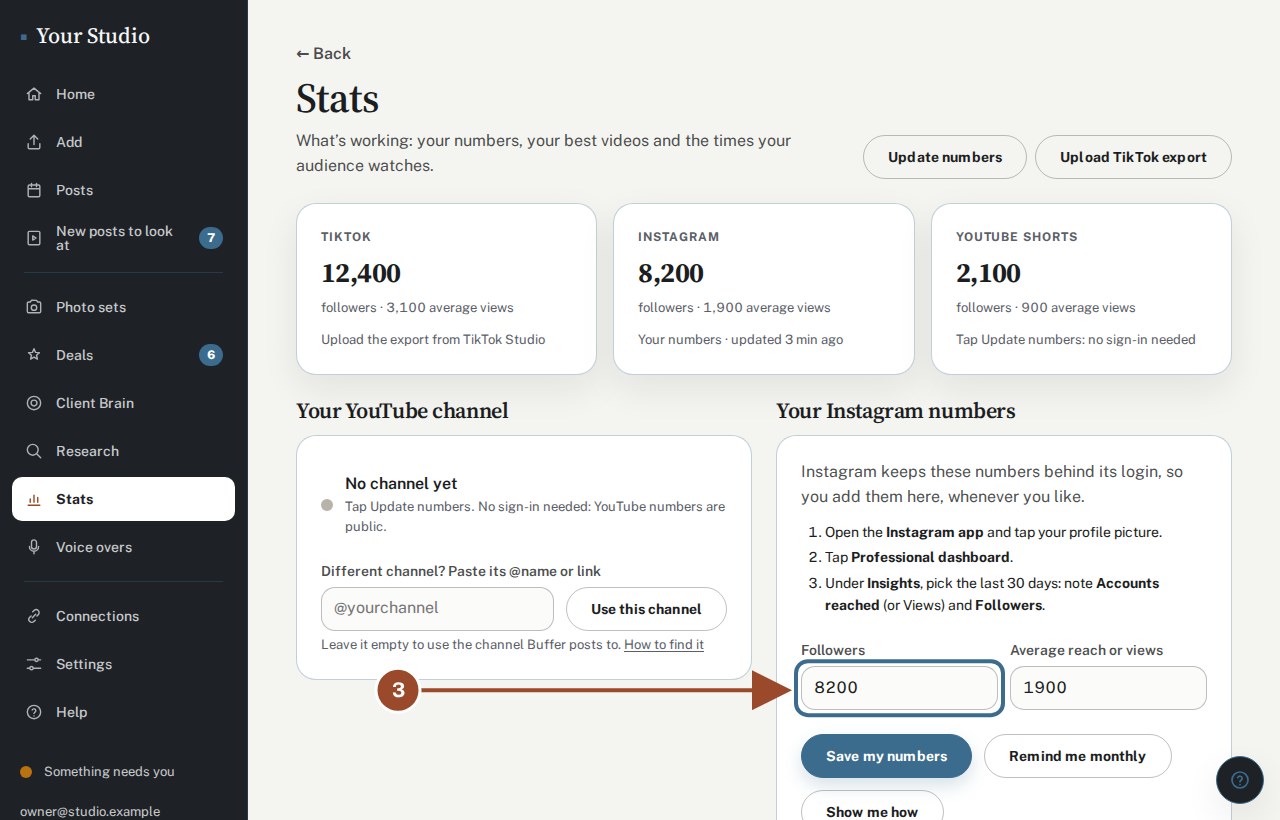 Your Studio
Home
Add
Posts
New posts to look
at
7
Photo sets
Deals
6
Client Brain
Research
Stats
Voice overs
Connections
Settings
Help
Something needs you
owner@studio.example
← Back
Stats
What's working: your numbers, your best videos and the times your
audience watches.
Update numbers
Upload TikTok export
TIKTOK
12,400
followers · 3,100 average views
Upload the export from TikTok Studio
INSTAGRAM
8,200
followers · 1,900 average views
Your numbers · updated 3 min ago
YOUTUBE SHORTS
2,100
followers · 900 average views
Tap Update numbers: no sign-in needed
Your YouTube channel
No channel yet
Tap Update numbers. No sign-in needed: YouTube numbers are
public.
Different channel? Paste its @name or link
@yourchannel
Use this channel
Leave it empty to use the channel Buffer posts to. How to find it
3
Your Instagram numbers
Instagram keeps these numbers behind its login, so
you add them here, whenever you like.
1. Open the Instagram app and tap your profile picture.
2. Tap Professional dashboard.
3. Under Insights, pick the last 30 days: note Accounts
reached (or Views) and Followers.
Followers
Average reach or views
8200
1900
Save my numbers
Remind me monthly
Show me how